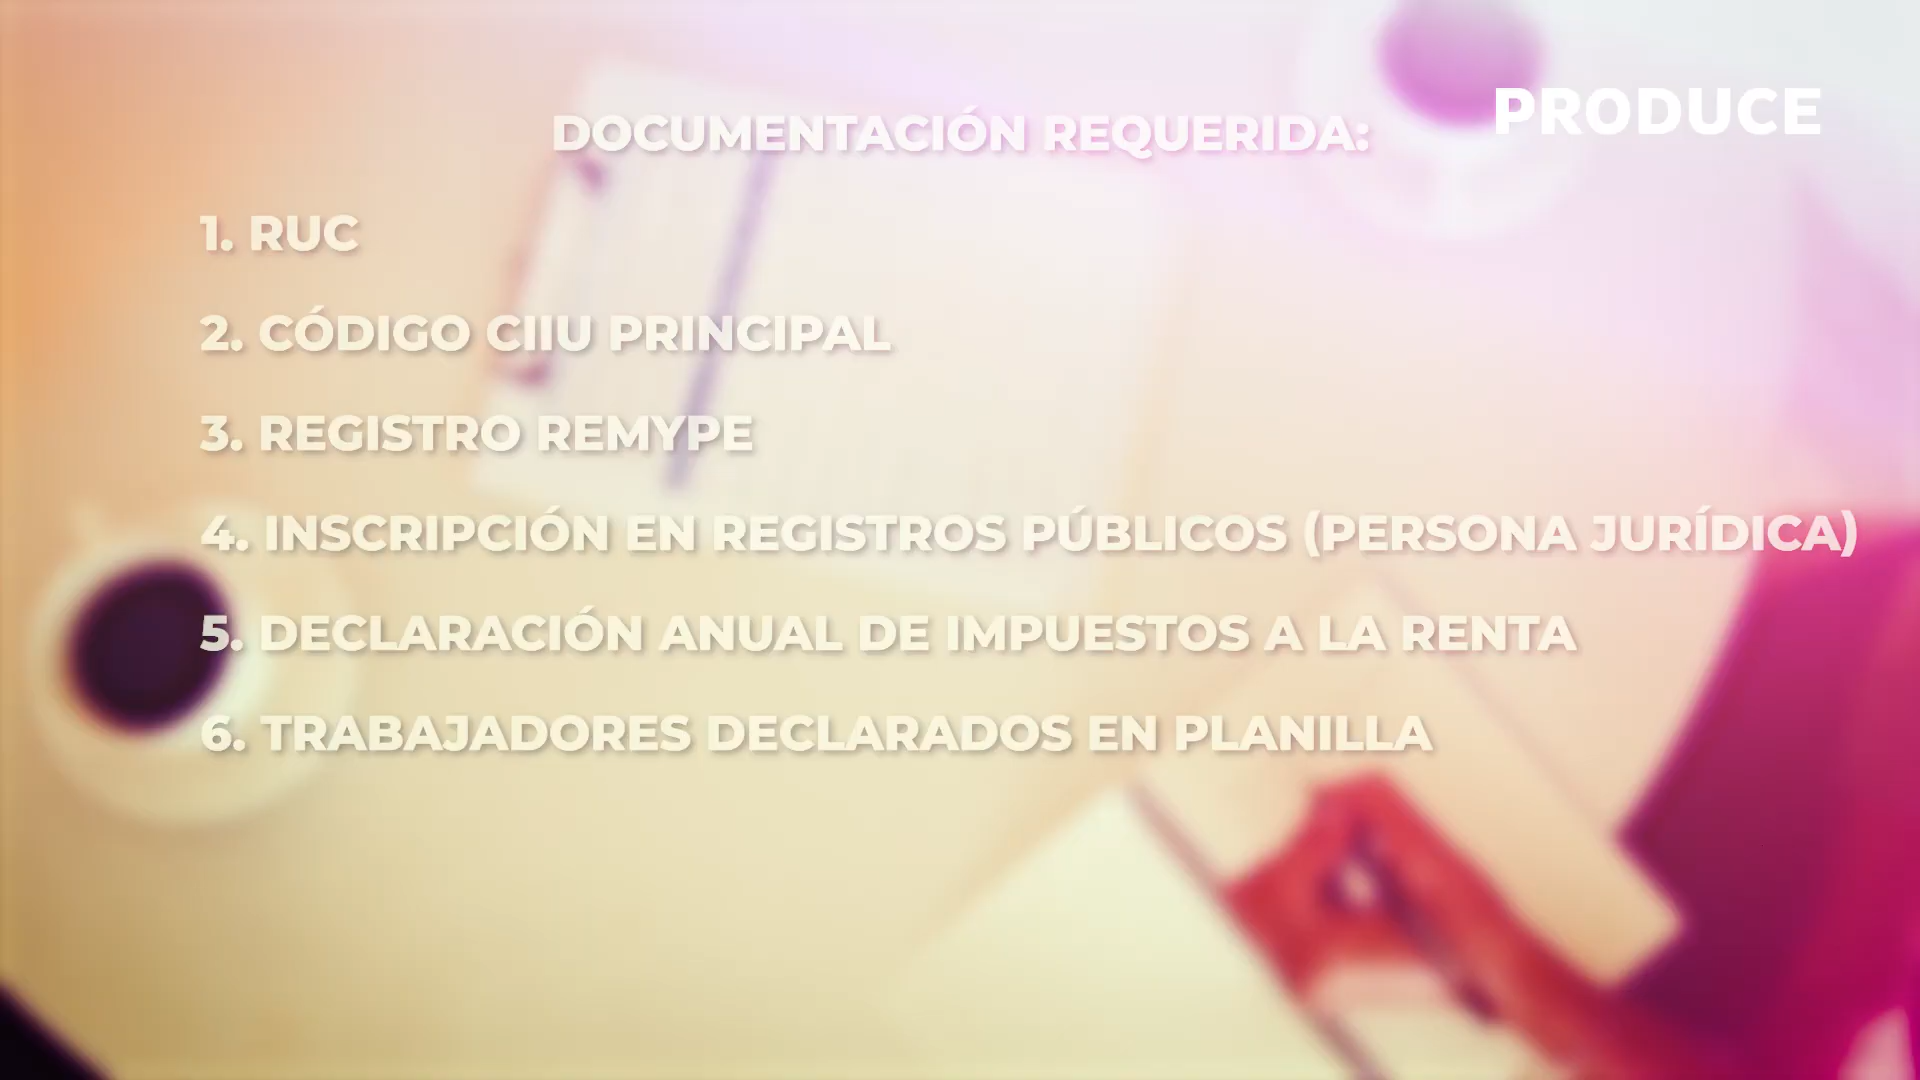 PRODUCE
DOCUMENTACIÓN REQUERIDA:
1. RUC
2. CÓDIGO CIIU PRINCIPAL
3. REGISTRO REMYPE
4. INSCRIPCIÓN EN REGISTROS PÚBLICOS (PERSONA JURÍDICA)
5. DECLARACIÓN ANUAL DE IMPUESTOS A LA RENTA
6. TRABAJADORES DECLARADOS EN PLANILLA